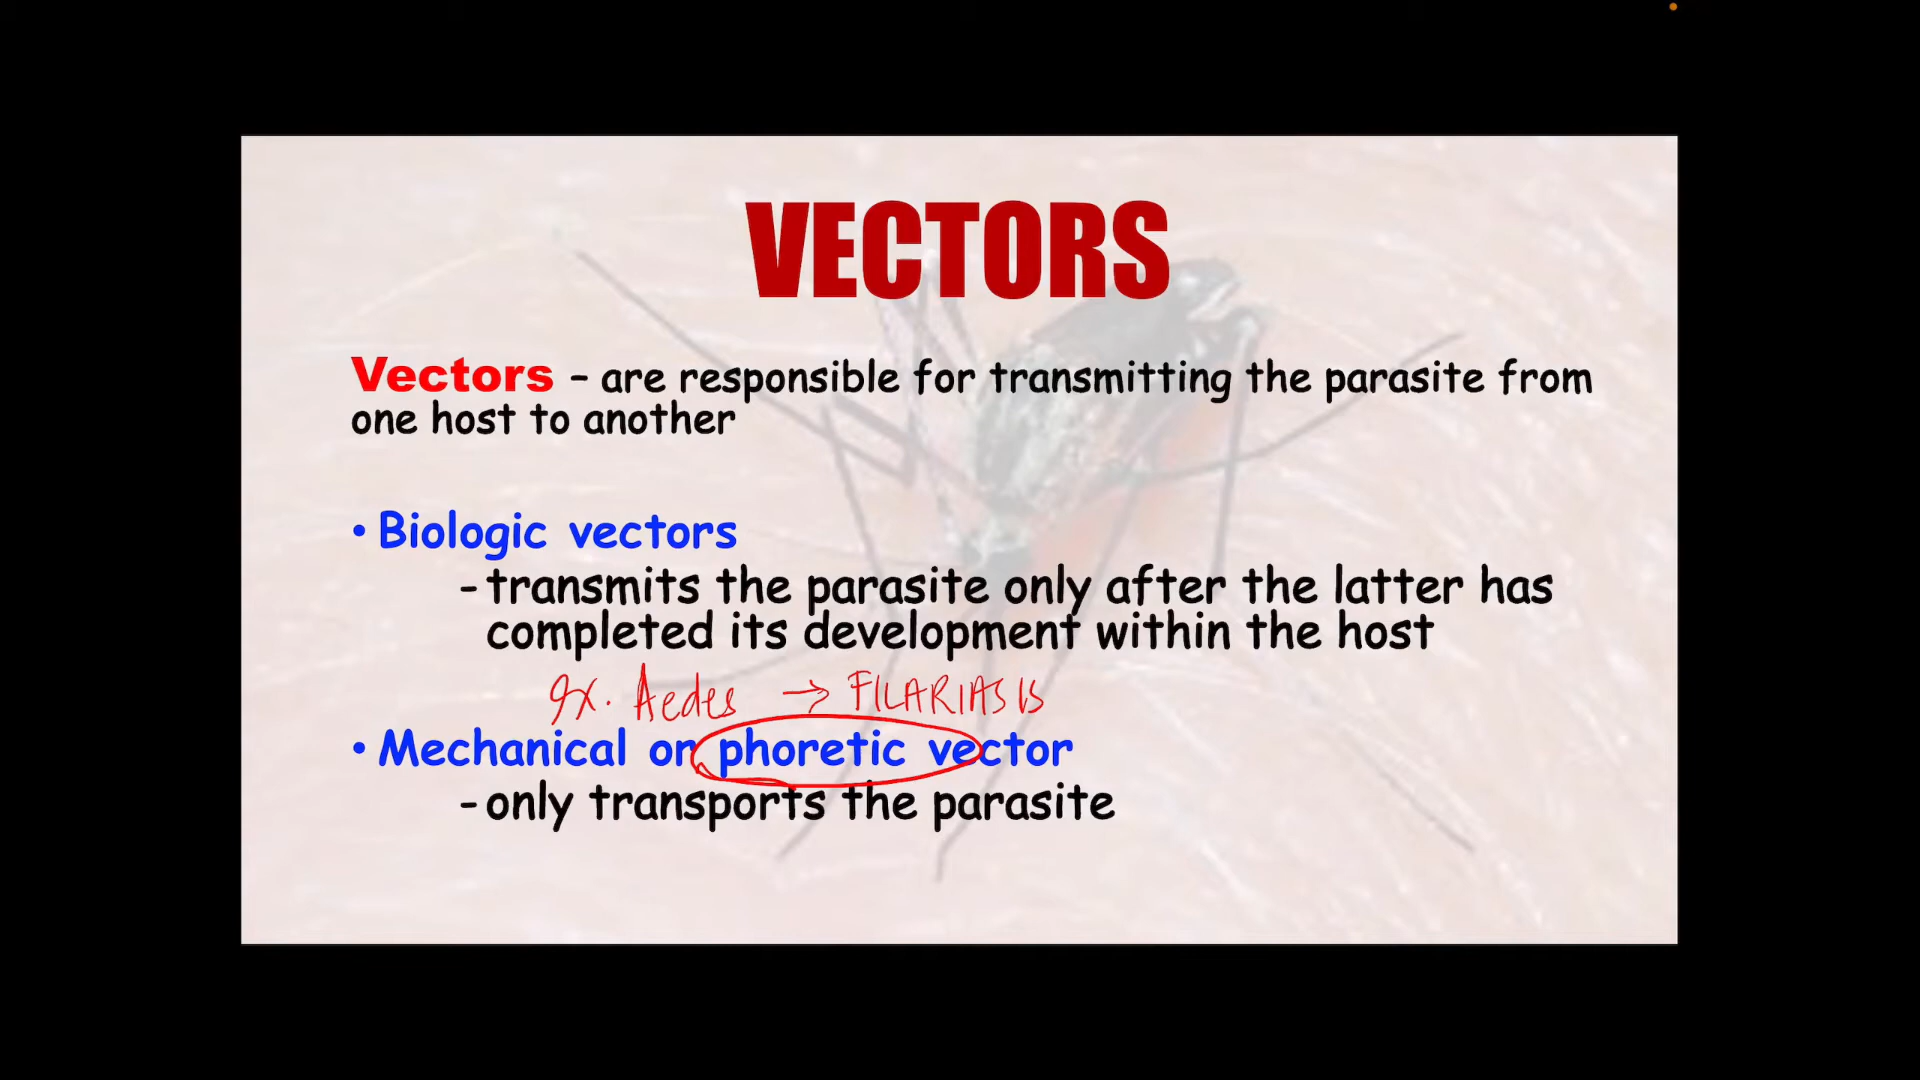 VECTORS
Vectors – are responsible for transmitting the parasite from
one host to another
• Biologic vectors
- transmits the parasite only after the latter has
completed its development within the host
ex. Aedes → FILARIASIS
• Mechanical or phoretic vector
- only transports the parasite